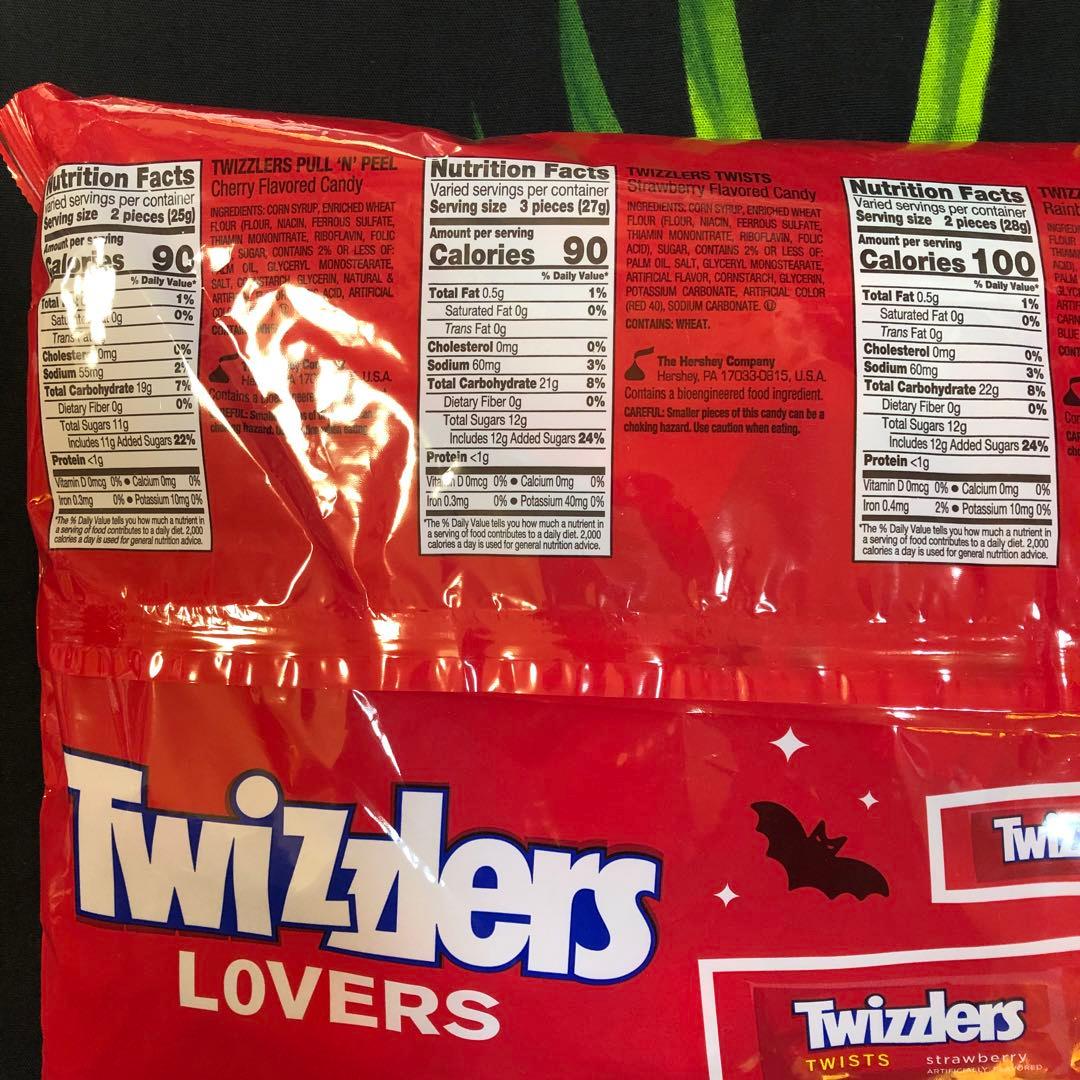 Nutrition Facts
Varied servings per container
Serving size 2 pieces (25g)
Amount per serving
Calories 90
% Daily Value*
Total 1%
0g 0%
Trans 0g
Cholesterol 0mg 0%
Sodium 55mg 2%
Total Carbohydrate 19g 7%
Dietary Fiber 0g 0%
Total Sugars 11g
Includes 11g Added Sugars 22%
Protein <1g
Vitamin D 0mcg 0% ● Calcium 0mg 0%
Iron 0.3mg 0% ● Potassium 10mg 0%
*The % Daily Value tells you how much a nutrient in
a serving of food contributes to a daily diet. 2,000
calories a day is used for general nutrition advice.
TWIZZLERS PULL 'N' PEEL
Cherry Flavored Candy
INGREDIENTS: CORN SYRUP, ENRICHED WHEAT
FLOUR (FLOUR, NIACIN, FERROUS SULFATE,
THIAMIN MONONITRATE, RIBOFLAVIN, FOLIC
SUGAR, CONTAINS 2% OR LESS OF:
PALM OIL, GLYCERYL MONOSTEARATE,
SALT, GLYCERIN, NATURAL &
ACID, ARTIFICIAL
U.S.A.
Contains a
choking hazard. when eating.
Nutrition Facts
Varied servings per container
Serving size 3 pieces (27g)
Amount per serving
Calories 90
% Daily Value*
Total Fat 0.5g 1%
Saturated Fat 0g 0%
Trans Fat 0g
Cholesterol 0mg 0%
Sodium 60mg 3%
Total Carbohydrate 21g 8%
Dietary Fiber 0g 0%
Total Sugars 12g
Includes 12g Added Sugars 24%
Protein <1g
Vitamin D 0mcg 0% ● Calcium 0mg 0%
Iron 0.3mg 0% ● Potassium 40mg 0%
*The % Daily Value tells you how much a nutrient in
a serving of food contributes to a daily diet. 2,000
calories a day is used for general nutrition advice.
TWIZZLERS TWISTS
Strawberry Flavored Candy
INGREDIENTS: CORN SYRUP, ENRICHED WHEAT
FLOUR (FLOUR, NIACIN, FERROUS SULFATE,
THIAMIN MONONITRATE, RIBOFLAVIN, FOLIC
ACID), SUGAR, CONTAINS 2% OR LESS OF:
PALM OIL, SALT, GLYCERYL MONOSTEARATE,
ARTIFICIAL FLAVOR, CORNSTARCH, GLYCERIN,
POTASSIUM CARBONATE, ARTIFICIAL COLOR
(RED 40), SODIUM CARBONATE.
CONTAINS: WHEAT.
The Hershey Company
Hershey, PA 17033-0815, U.S.A.
Contains a bioengineered food ingredient.
CAREFUL: Smaller pieces of this candy can be a
choking hazard. Use caution when eating.
Nutrition Facts
Varied servings per container
Serving size 2 pieces (28g)
Amount per serving
Calories 100
% Daily Value*
Total Fat 0.5g 1%
Saturated Fat 0g 0%
Trans Fat 0g
Cholesterol 0mg 0%
Sodium 60mg 3%
Total Carbohydrate 22g 8%
Dietary Fiber 0g 0%
Total Sugars 12g
Includes 12g Added Sugars 24%
Protein <1g
Vitamin D 0mcg 0% ● Calcium 0mg 0%
Iron 0.4mg 2% ● Potassium 10mg 0%
*The % Daily Value tells you how much a nutrient in
a serving of food contributes to a daily diet. 2,000
calories a day is used for general nutrition advice.
Twizzlers
LOVERS
Twizzlers
TWISTS strawberry
ARTIFICIALLY FLAVORED